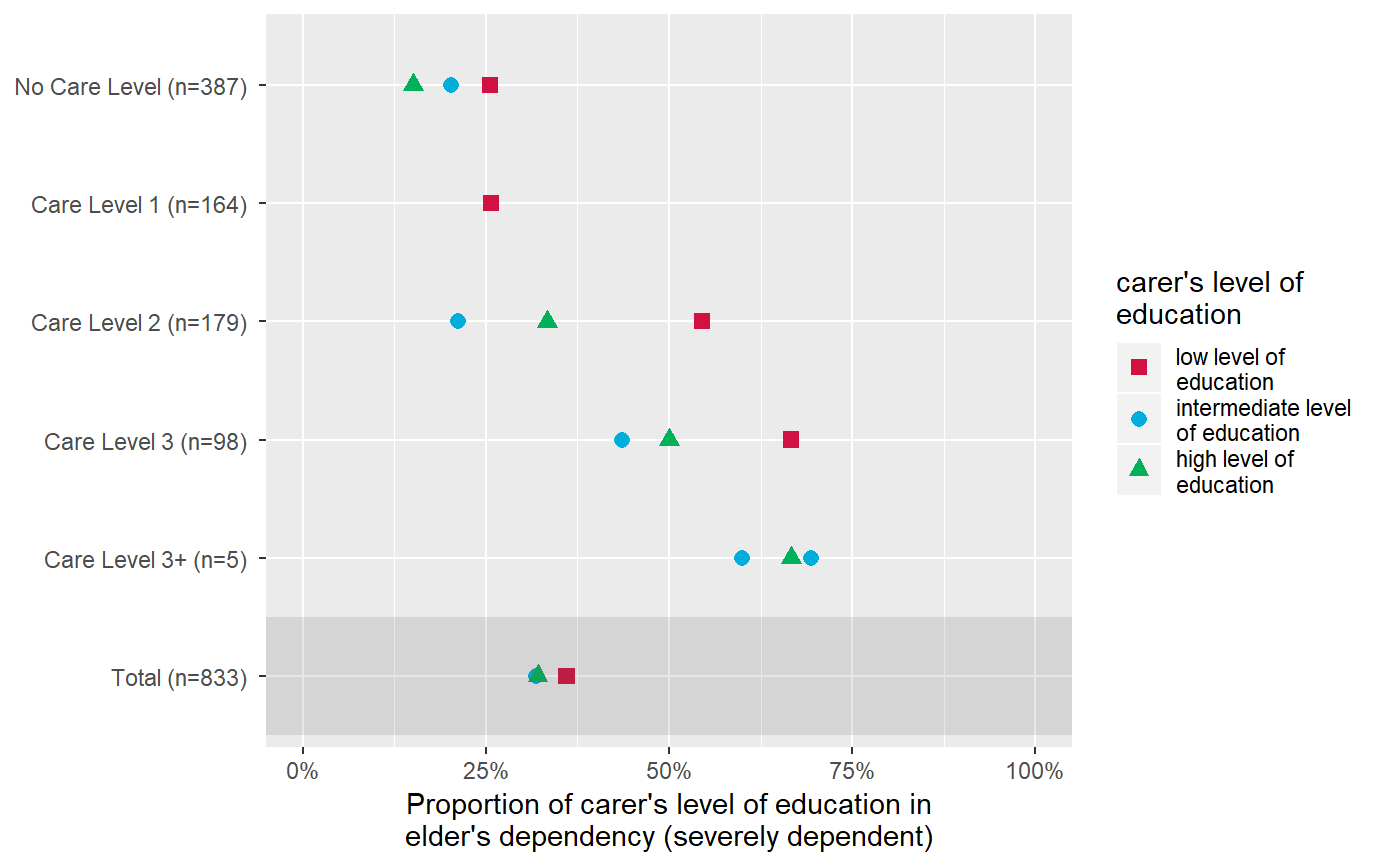 No Care Level (n=387)
Care Level 1 (n=164)
Care Level 2 (n=179)
Care Level 3 (n=98)
Care Level 3+ (n=5)
Total (n=833)
0%
25%
50%
75%
100%
Proportion of carer's level of education in
elder's dependency (severely dependent)
carer's level of
education
low level of
education
intermediate level
of education
high level of
education